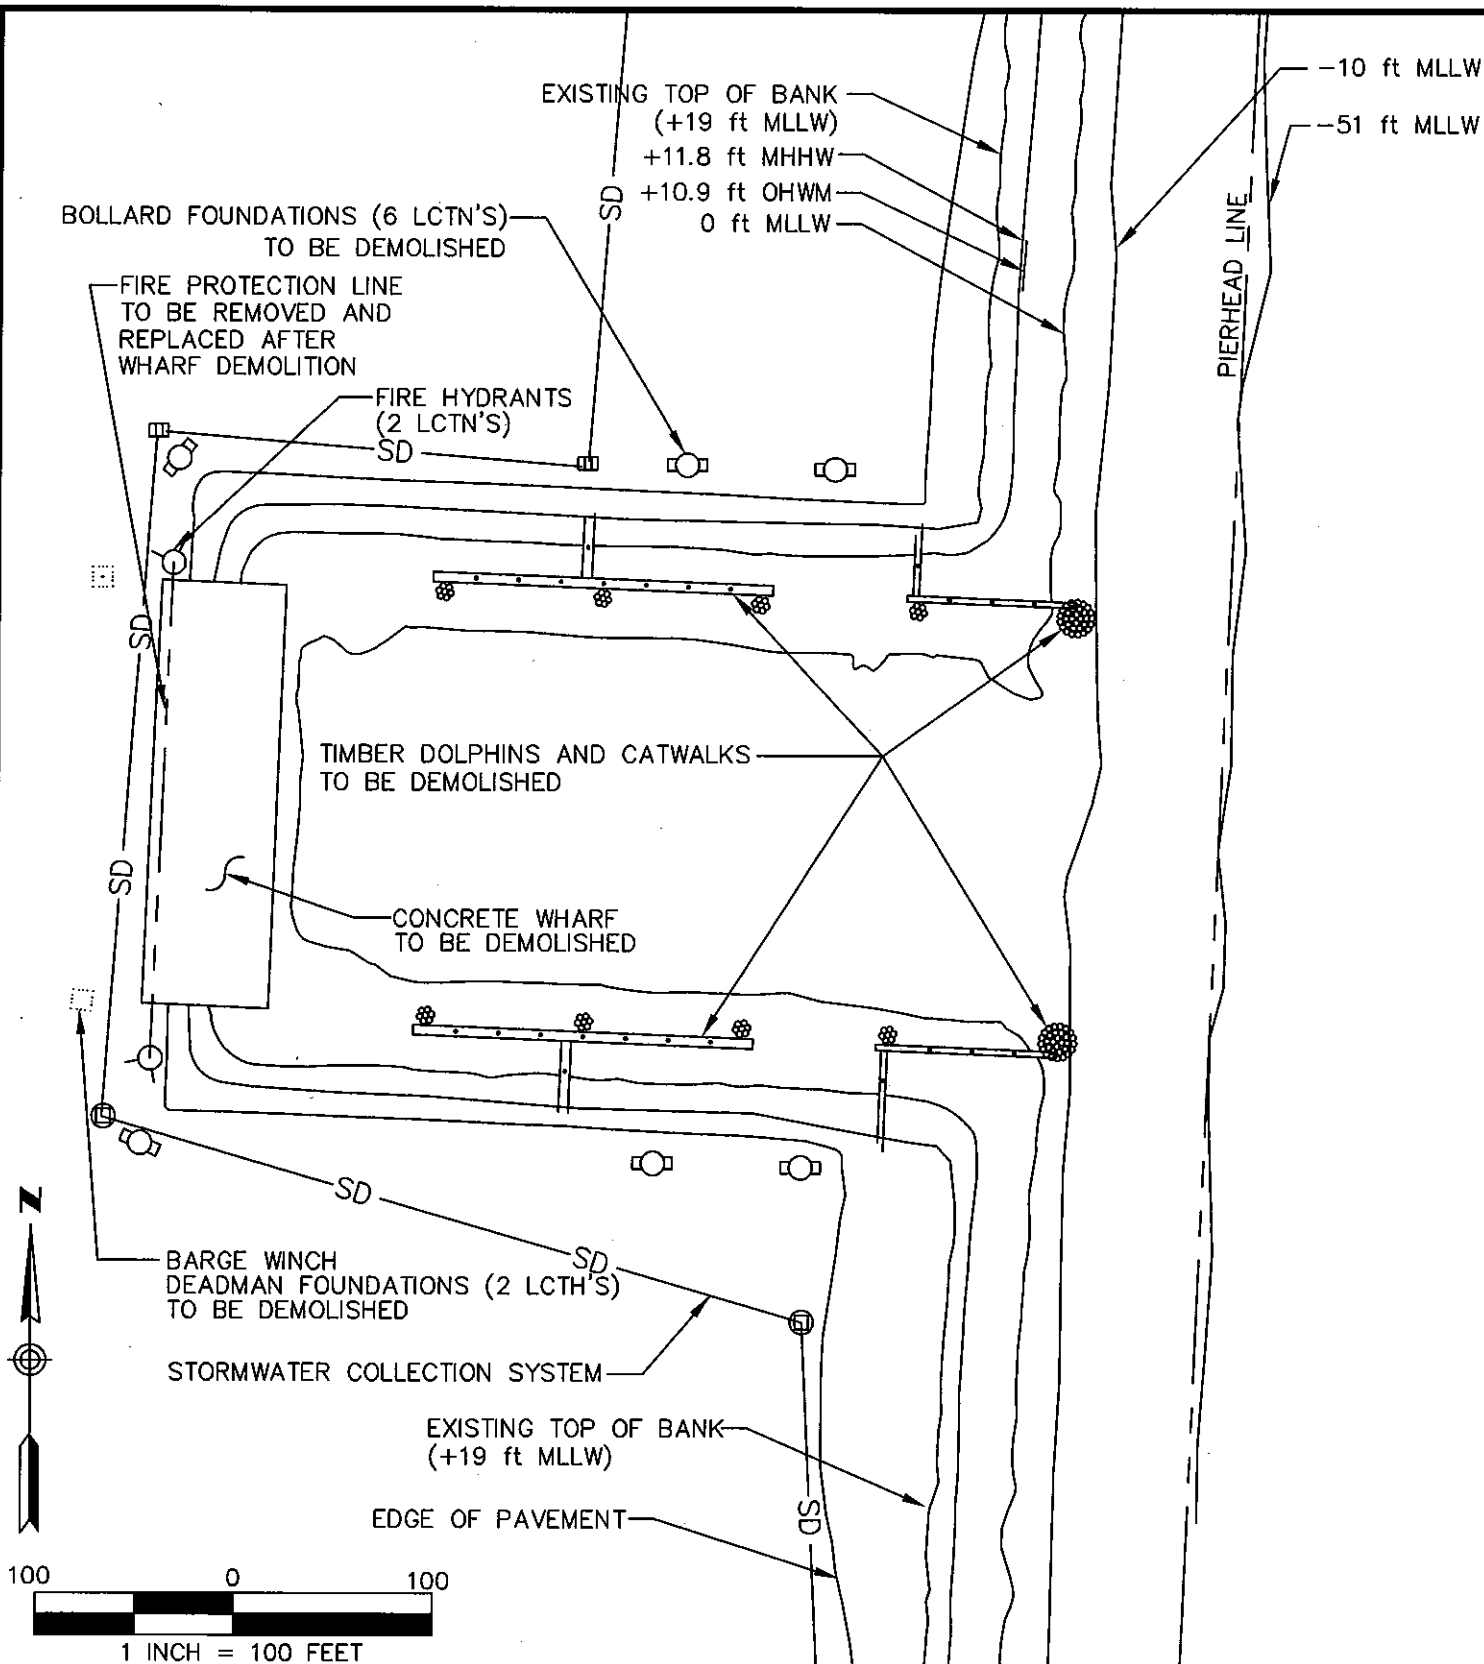 -10 ft MLLW
EXISTING TOP OF BANK
(+19 ft MLLW)
-51 ft MLLW
+11.8 ft MHHW
+10.9 ft OHWM
0 ft MLLW
SD
PIERHEAD LINE
BOLLARD FOUNDATIONS (6 LCTN'S)
TO BE DEMOLISHED
FIRE PROTECTION LINE
TO BE REMOVED AND
REPLACED AFTER
WHARF DEMOLITION
FIRE HYDRANTS
(2 LCTN'S)
SD
SD
TIMBER DOLPHINS AND CATWALKS
TO BE DEMOLISHED
SD
CONCRETE WHARF
TO BE DEMOLISHED
SD
N
SD
BARGE WINCH
DEADMAN FOUNDATIONS (2 LCTH'S)
TO BE DEMOLISHED
STORMWATER COLLECTION SYSTEM
EXISTING TOP OF BANK
(+19 ft MLLW)
EDGE OF PAVEMENT
SD
100 0 100
1 INCH = 100 FEET